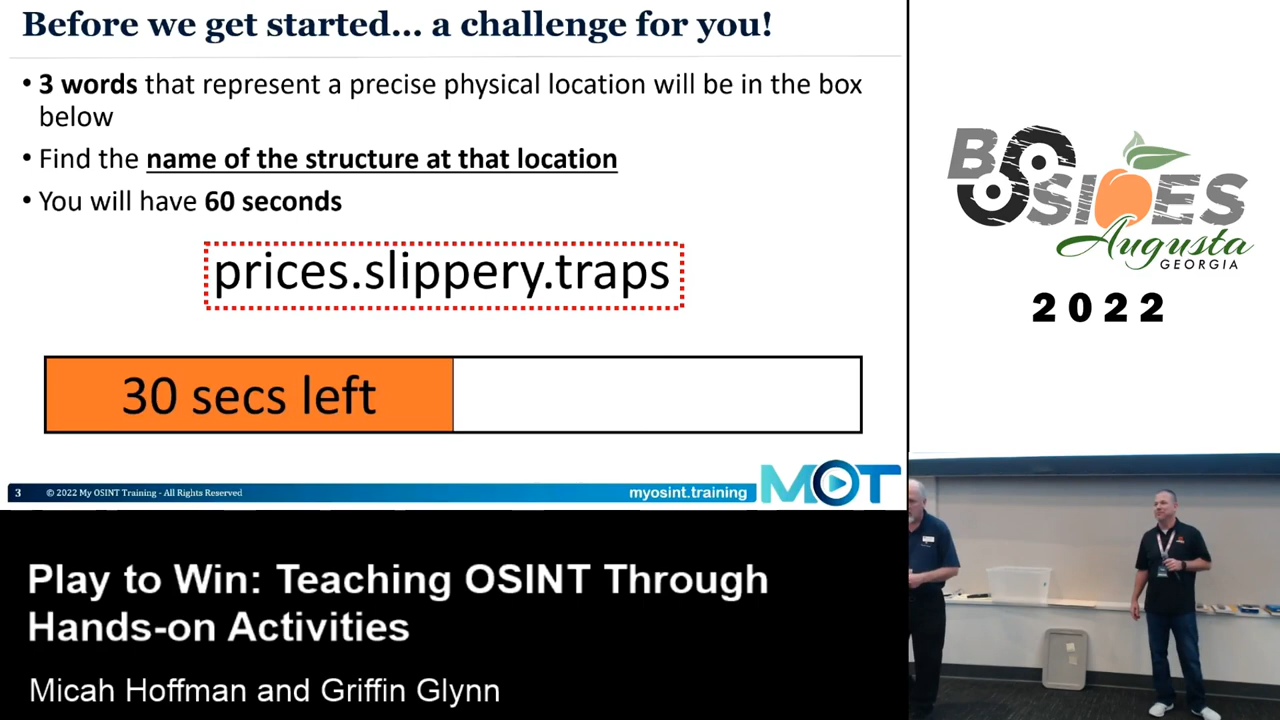 Before we get started... a challenge for you!
• 3 words that represent a precise physical location will be in the box
below
• Find the name of the structure at that location
• You will have 60 seconds
prices.slippery.traps
30 secs left
3 © 2022 My OSINT Training - All Rights Reserved
myosint.training
MOT
BSIDES
Augusta
GEORGIA
2022
Play to Win: Teaching OSINT Through
Hands-on Activities
Micah Hoffman and Griffin Glynn